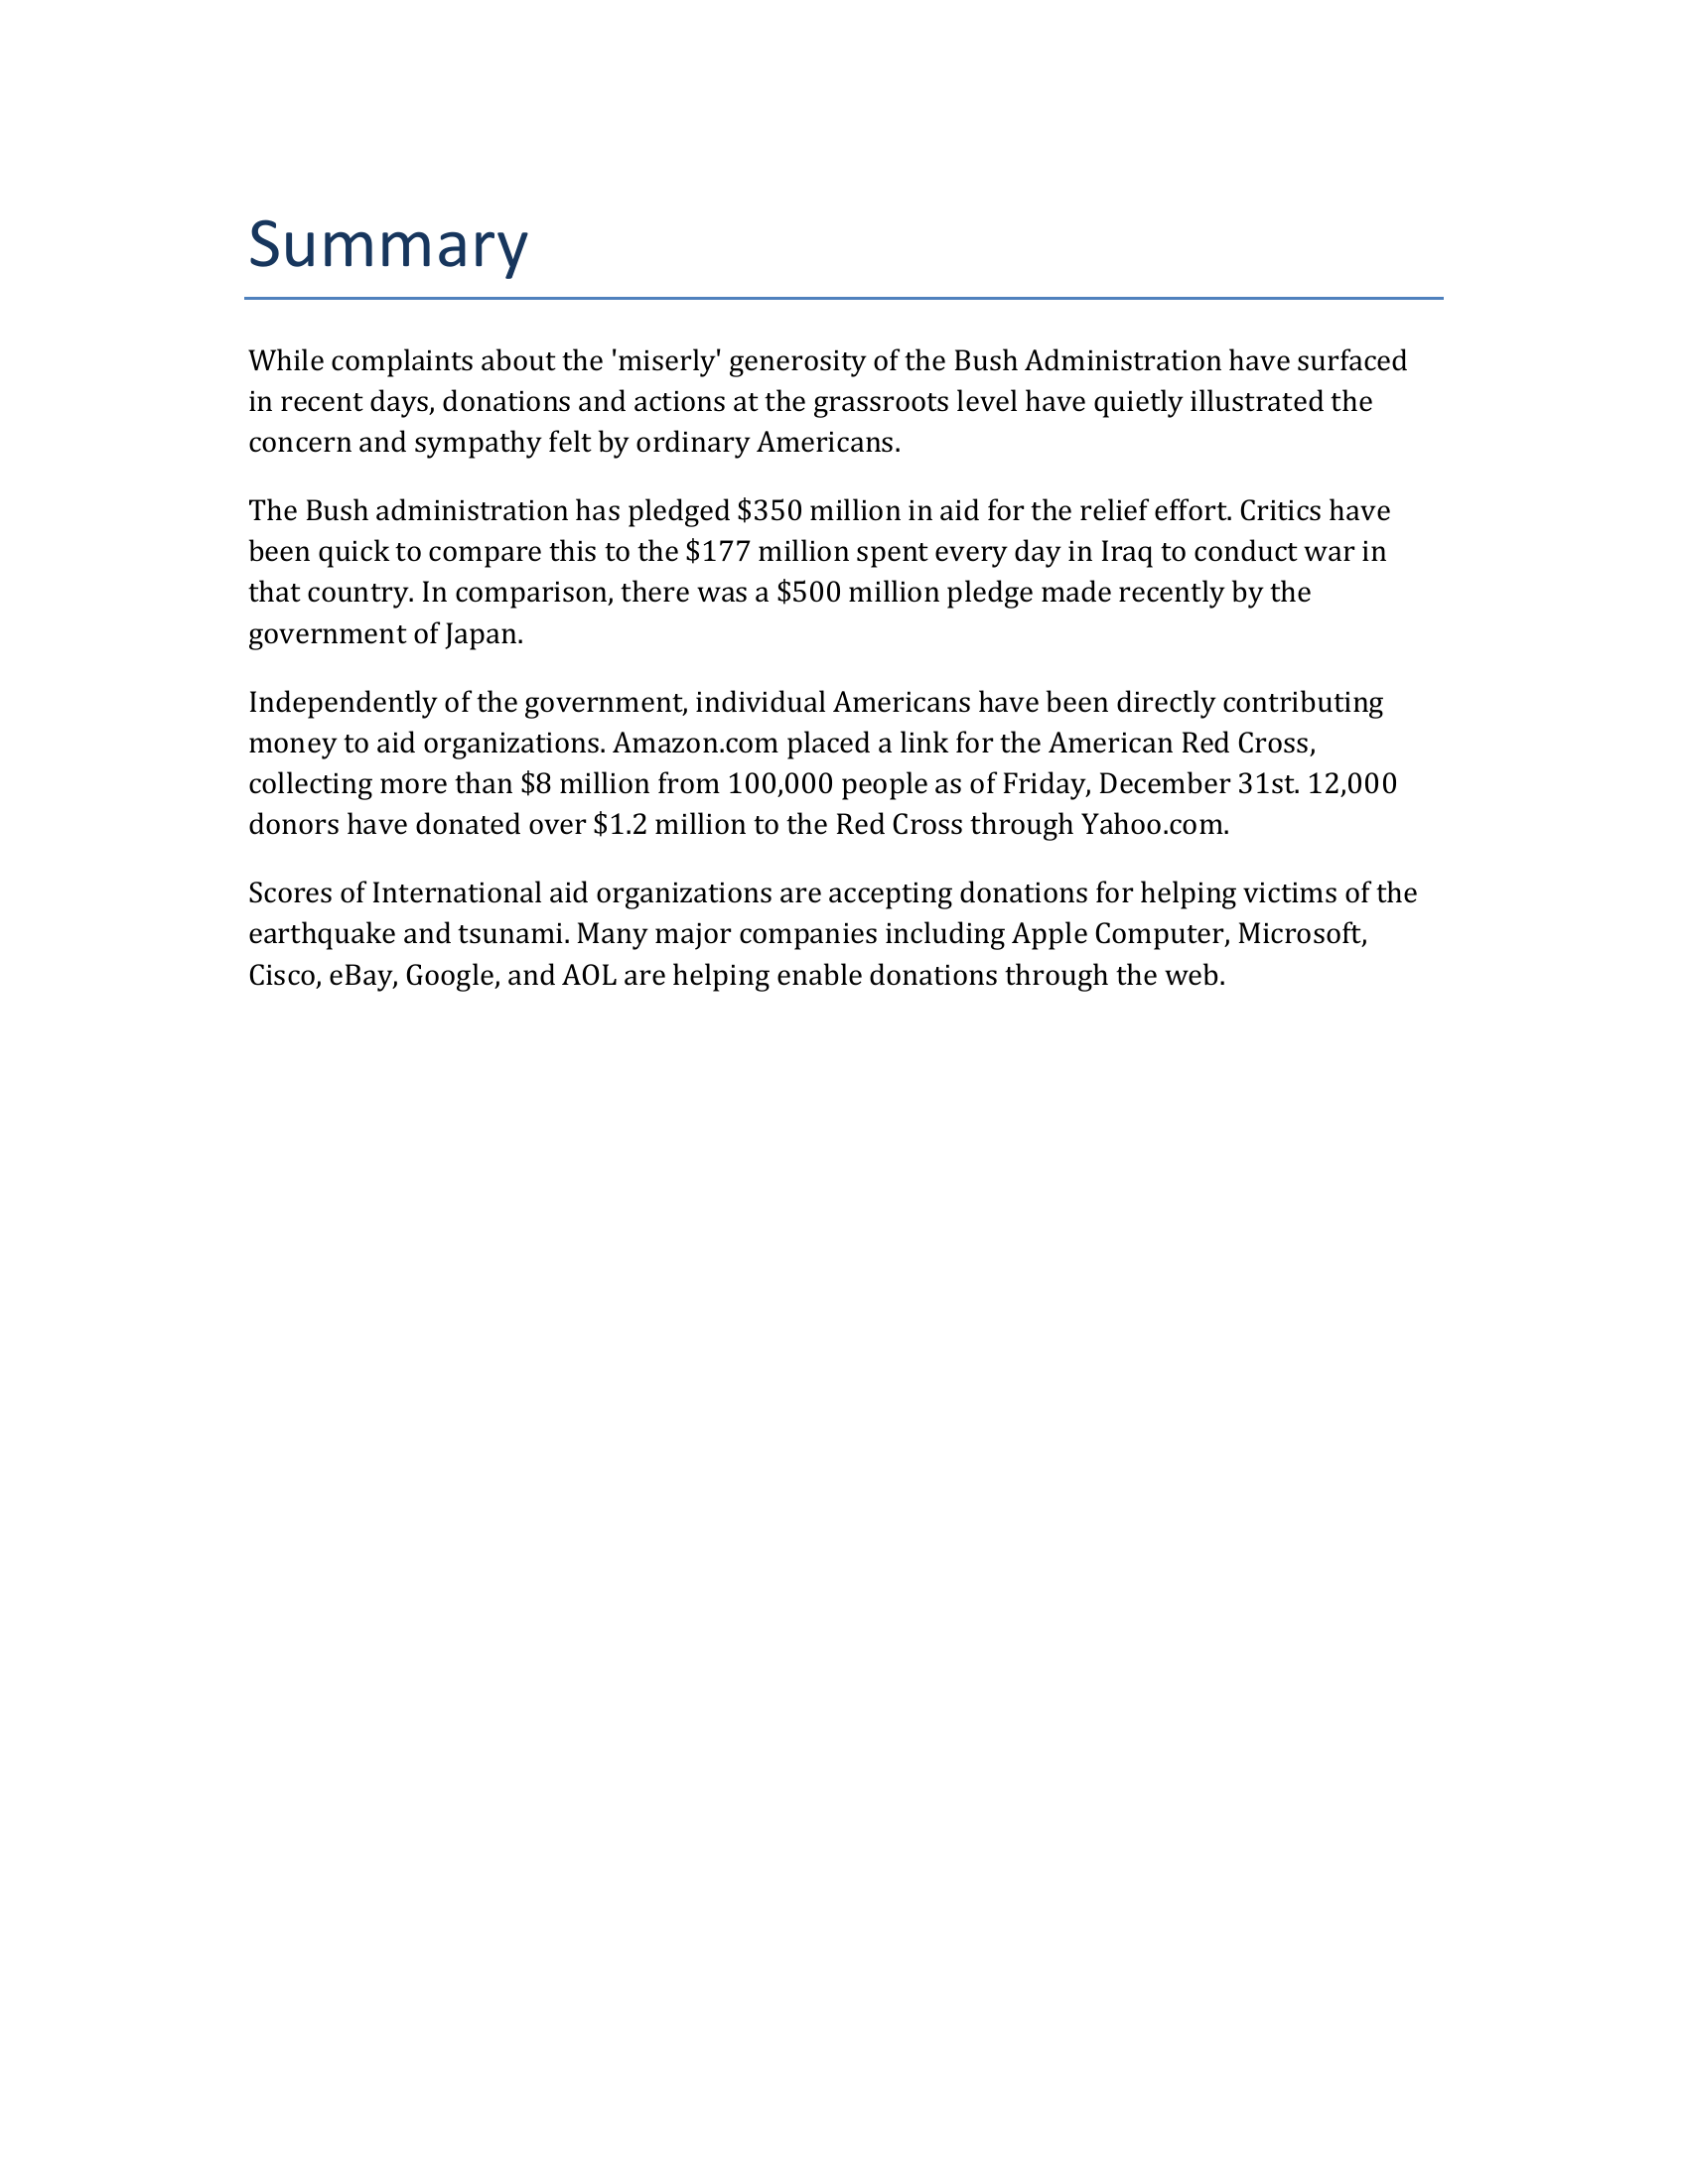 Summary
While complaints about the 'miserly' generosity of the Bush Administration have surfaced
in recent days, donations and actions at the grassroots level have quietly illustrated the
concern and sympathy felt by ordinary Americans.
The Bush administration has pledged $350 million in aid for the relief effort. Critics have
been quick to compare this to the $177 million spent every day in Iraq to conduct war in
that country. In comparison, there was a $500 million pledge made recently by the
government of Japan.
Independently of the government, individual Americans have been directly contributing
money to aid organizations. Amazon.com placed a link for the American Red Cross,
collecting more than $8 million from 100,000 people as of Friday, December 31st. 12,000
donors have donated over $1.2 million to the Red Cross through Yahoo.com.
Scores of International aid organizations are accepting donations for helping victims of the
earthquake and tsunami. Many major companies including Apple Computer, Microsoft,
Cisco, eBay, Google, and AOL are helping enable donations through the web.